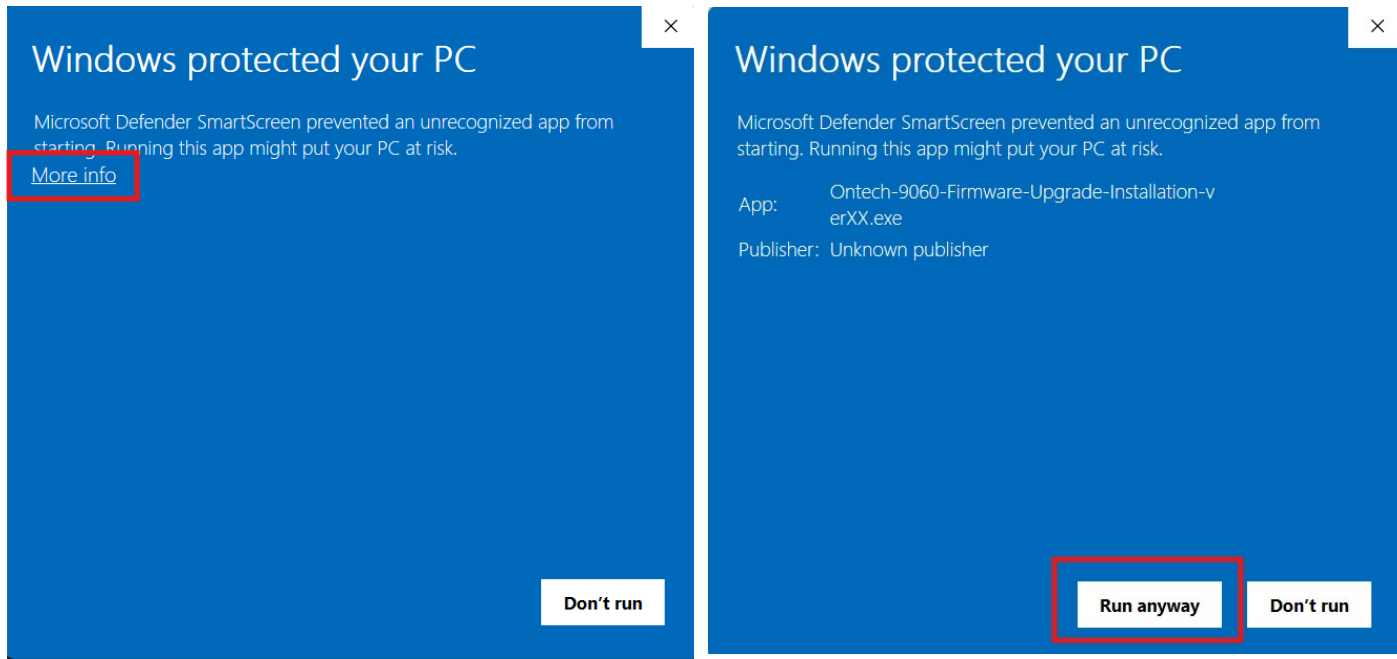 Windows protected your PC
Microsoft Defender SmartScreen prevented an unrecognized app from
starting. Running this app might put your PC at risk.
More info
Don't run
Windows protected your PC
Microsoft Defender SmartScreen prevented an unrecognized app from
starting. Running this app might put your PC at risk.
App: Ontech-9060-Firmware-Upgrade-Installation-v
erXX.exe
Publisher: Unknown publisher
Run anyway Don't run